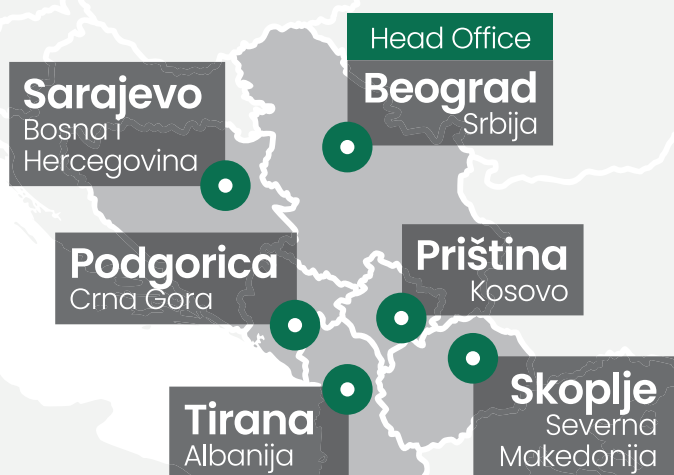 Head Office
Beograd
Srbija
Sarajevo
Bosna i
Hercegovina
Podgorica
Crna Gora
Priština
Kosovo
Tirana
Albanija
Skoplje
Severna
Makedonija